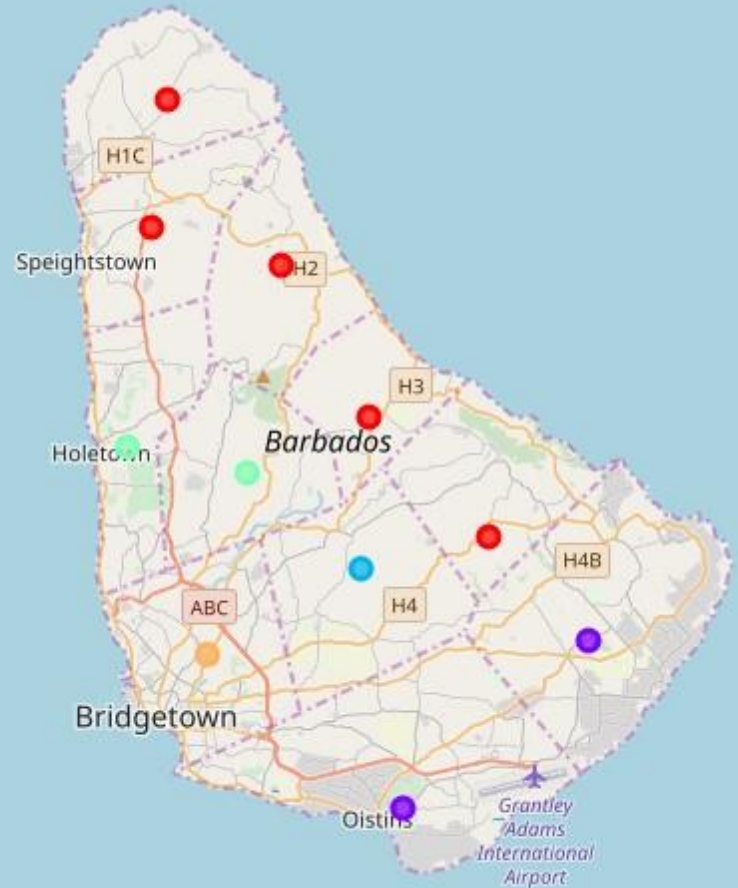 H1C
Speightstown
H2
H3
Barbados
Holetown
H4B
H4
ABC
Bridgetown
Oistins
Grantley
Adams
International
Airport